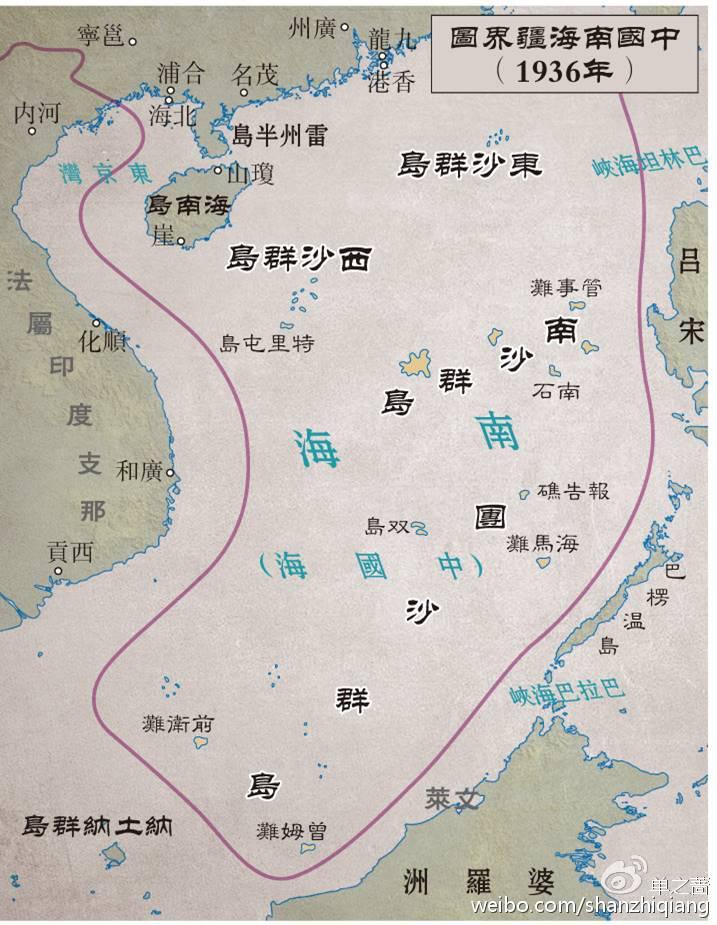 中國南海疆界圖
（1936年）
邕寧
廣州
九龍
香港
合浦
北海
茂名
河内
雷州半島
東京灣
瓊山
海南島
崖
東沙群島
巴林坦海峽
呂宋
西沙群島
特里屯島
管事灘
南沙群島
南石
法屬印度支那
順化
廣和
西貢
南海
（中國海）
報告礁
双島
海馬灘
團沙群島
巴楞温島
巴拉巴海峽
前衛灘
曾姆灘
納土納群島
文萊
婆羅洲
单之蔷
weibo.com/shanzhiqiang